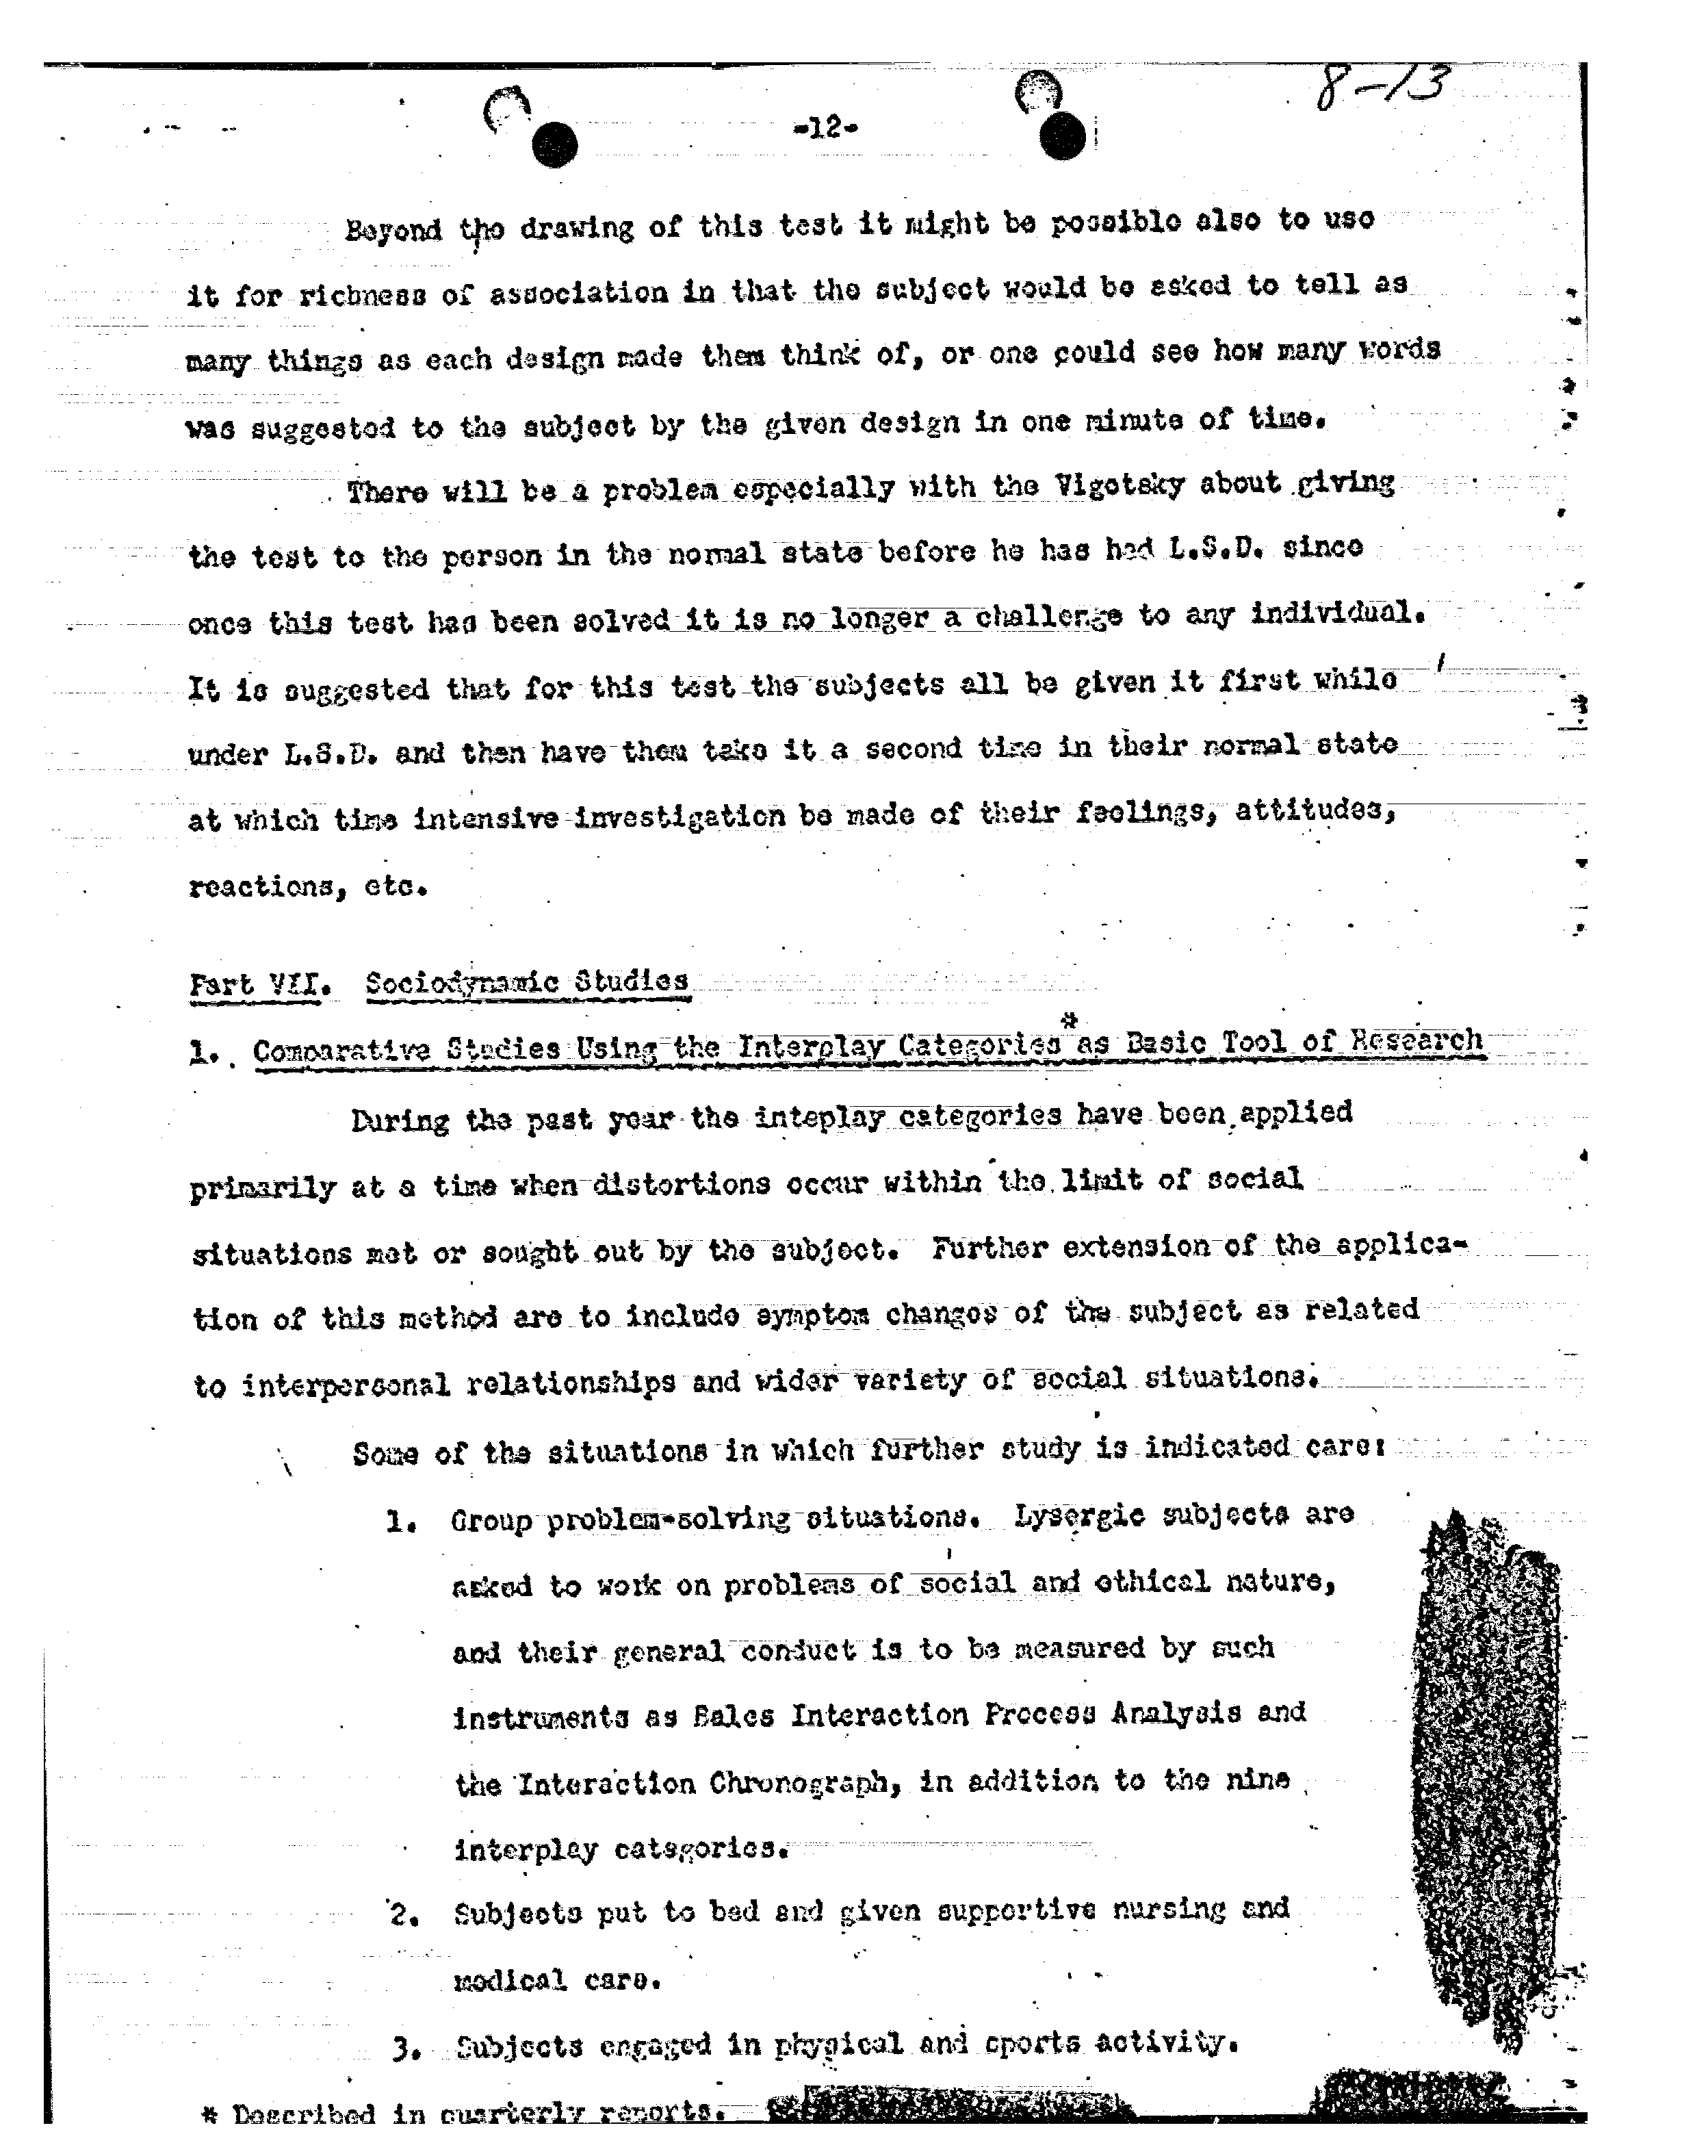 8-13
-12-
Beyond the drawing of this test it might be possible also to use
it for richness of association in that the subject would be asked to tell as
many things as each design made them think of, or one could see how many words
was suggested to the subject by the given design in one minute of time.
There will be a problem especially with the Vigotsky about giving
the test to the person in the normal state before he has had L.S.D. since
once this test has been solved it is no longer a challenge to any individual.
It is suggested that for this test the subjects all be given it first while
under L.S.D. and then have them take it a second time in their normal state
at which time intensive investigation be made of their feelings, attitudes,
reactions, etc.
Part VII. Sociodynamic Studies
1. Comparative Studies Using the Interplay Categories* as Basic Tool of Research
During the past year the inteplay categories have been applied
primarily at a time when distortions occur within the limit of social
situations met or sought out by the subject. Further extension of the applica-
tion of this method are to include symptom changes of the subject as related
to interpersonal relationships and wider variety of social situations.
Some of the situations in which further study is indicated care:
1. Group problem-solving situations. Lysergic subjects are
asked to work on problems of social and ethical nature,
and their general conduct is to be measured by such
instruments as Bales Interaction Process Analysis and
the Interaction Chronograph, in addition to the nine
interplay categories.
2. Subjects put to bed and given supportive nursing and
medical care.
3. Subjects engaged in physical and sports activity.
* Described in quarterly reports.